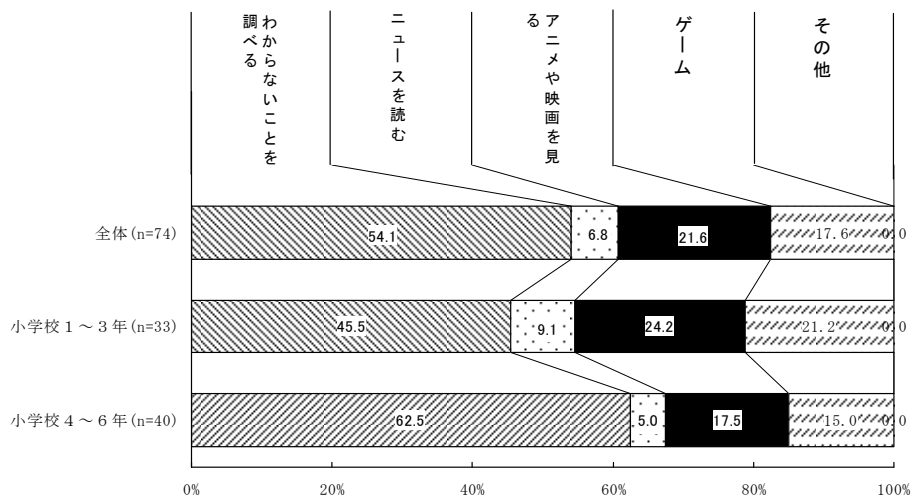 わからないことを
調べる
ニュースを読む
アニメや映画を見
る
ゲーム
その他
全体(n=74)
54.1
6.8
21.6
17.6
0.0
小学校１～３年(n=33)
45.5
9.1
24.2
21.2
0.0
小学校４～６年(n=40)
62.5
5.0
17.5
15.0
0.0
0%
20%
40%
60%
80%
100%